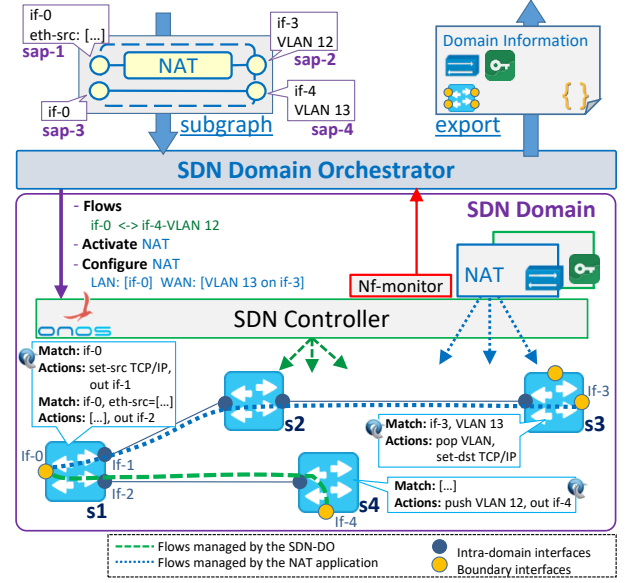 if-0
eth-src: [...]
sap-1
NAT
if-3
VLAN 12
sap-2
if-0
sap-3
if-4
VLAN 13
sap-4
subgraph
Domain Information
{ }
export
SDN Domain Orchestrator
SDN Domain
- Flows
if-0 <-> if-4-VLAN 12
- Activate NAT
- Configure NAT
LAN: [if-0] WAN: [VLAN 13 on if-3]
Nf-monitor
NAT
onos
SDN Controller
Match: if-0
Actions: set-src TCP/IP,
out if-1
Match: if-0, eth-src=[...]
Actions: [...], out if-2
s2
If-3
s3
Match: if-3, VLAN 13
Actions: pop VLAN,
set-dst TCP/IP
If-0
If-1
If-2
s1
s4
If-4
Match: [...]
Actions: push VLAN 12, out if-4
Flows managed by the SDN-DO
Flows managed by the NAT application
Intra-domain interfaces
Boundary interfaces